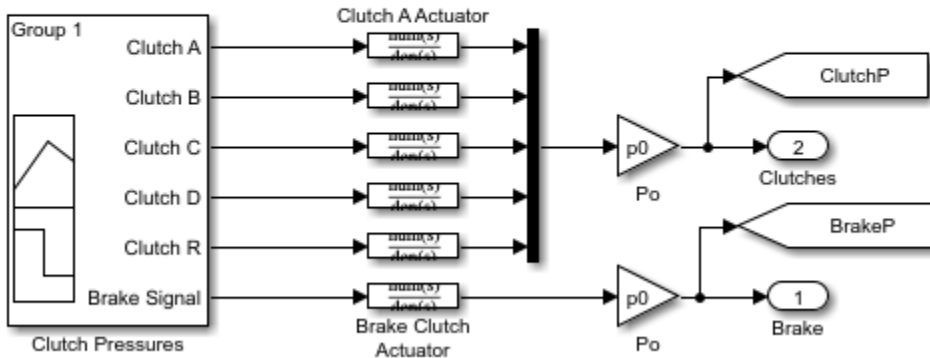 Group 1
Clutch A
Clutch B
Clutch C
Clutch D
Clutch R
Brake Signal
Clutch Pressures
Clutch A Actuator
num(s)
den(s)
num(s)
den(s)
num(s)
den(s)
num(s)
den(s)
num(s)
den(s)
num(s)
den(s)
Brake Clutch
Actuator
p0
Po
p0
Po
ClutchP
2
Clutches
BrakeP
1
Brake